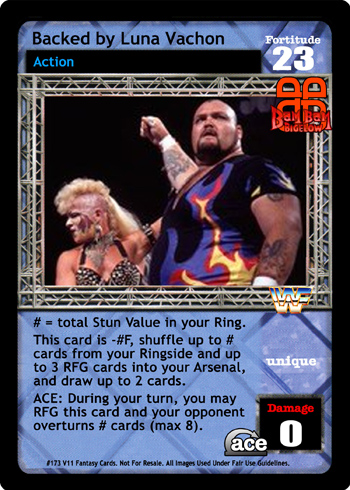 Backed by Luna Vachon
Fortitude
23
Action
Bam Bam
BIGELOW
WF
# = total Stun Value in your Ring.
This card is -#F, shuffle up to #
cards from your Ringside and up
to 3 RFG cards into your Arsenal,
and draw up to 2 cards.
unique
ACE: During your turn, you may
RFG this card and your opponent
overturns # cards (max 8).
Damage
0
ace
#173 V11 Fantasy Cards. Not For Resale. All Images Used Under Fair Use Guidelines.